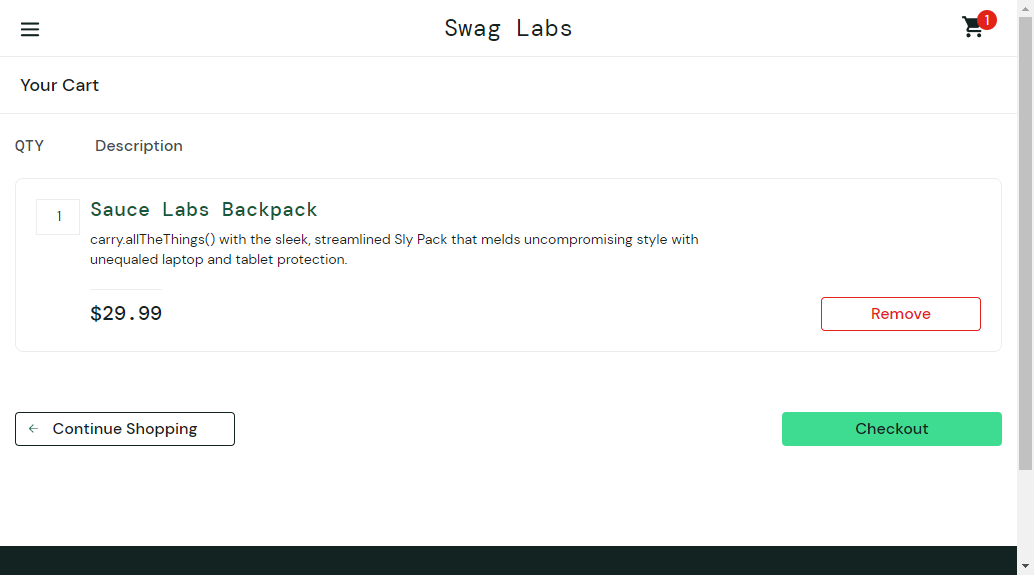 Swag Labs
1
Your Cart
QTY Description
1
Sauce Labs Backpack
carry.allTheThings() with the sleek, streamlined Sly Pack that melds uncompromising style with
unequaled laptop and tablet protection.
$29.99
Remove
Continue Shopping
Checkout